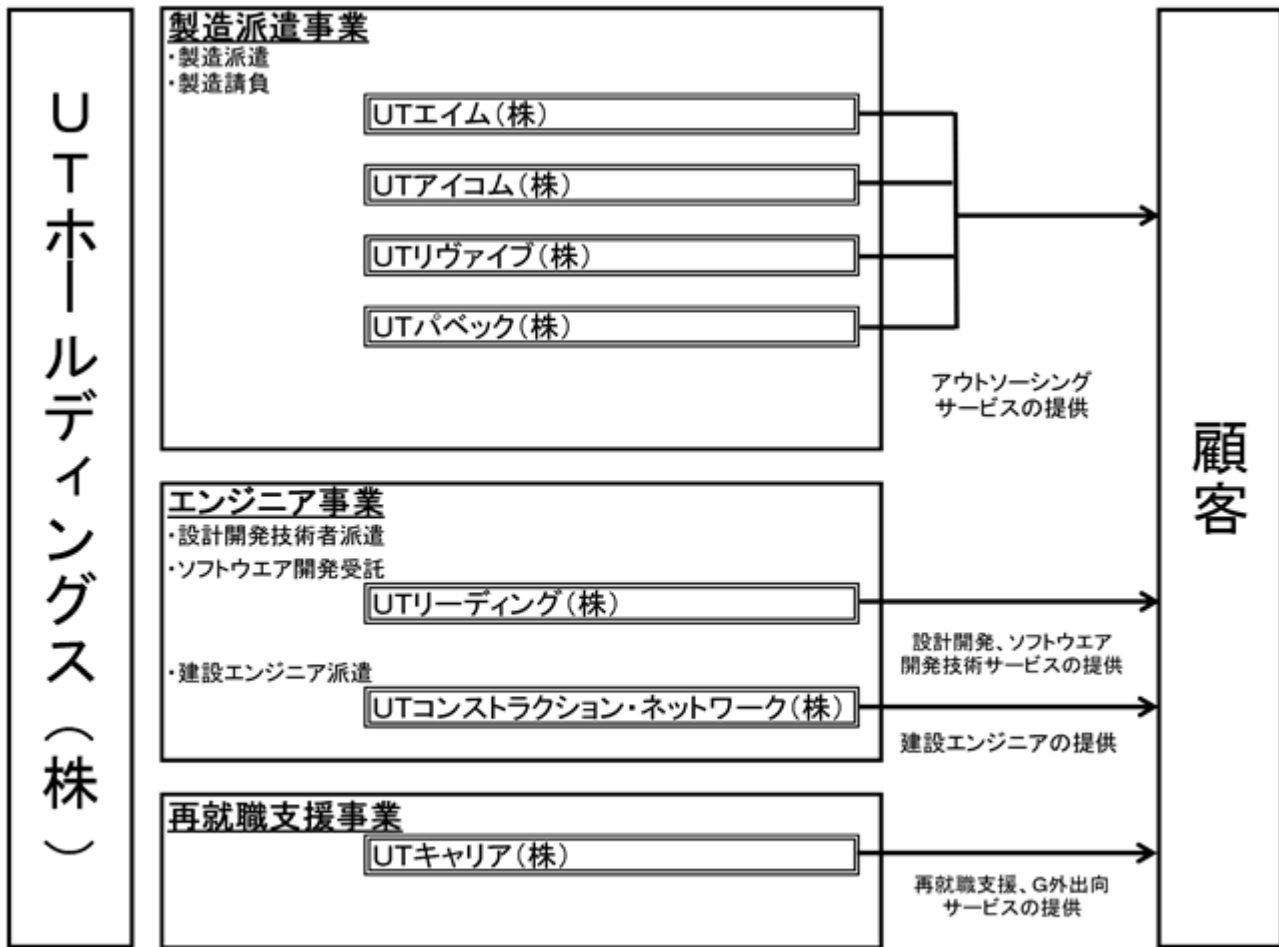 UTホールディングス（株）
製造派遣事業
・製造派遣
・製造請負
UTエイム（株）
UTアイコム（株）
UTリヴァイブ（株）
UTパベック（株）
アウトソーシング
サービスの提供
エンジニア事業
・設計開発技術者派遣
・ソフトウエア開発受託
UTリーディング（株）
設計開発、ソフトウエア
開発技術サービスの提供
・建設エンジニア派遣
UTコンストラクション・ネットワーク（株）
建設エンジニアの提供
再就職支援事業
UTキャリア（株）
再就職支援、G外出向
サービスの提供
顧客